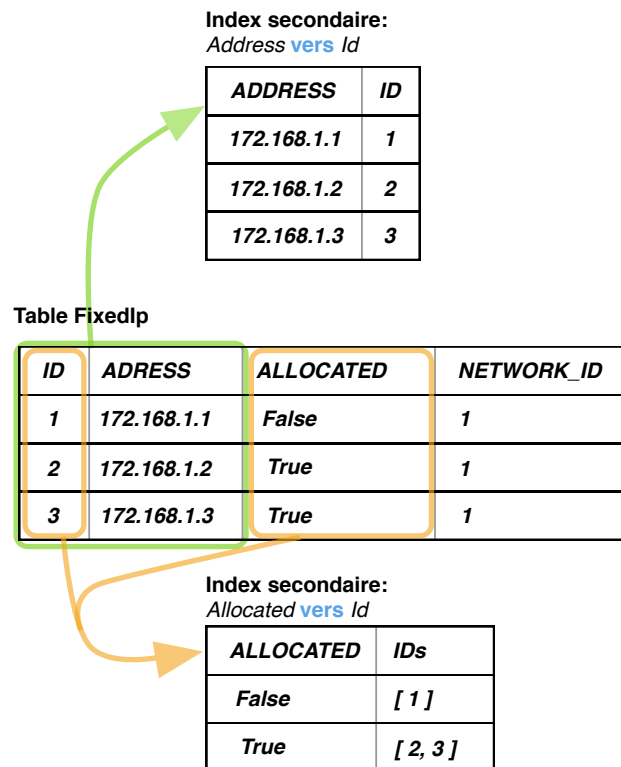 Index secondaire:
Address vers Id
ADDRESS ID
172.168.1.1 1
172.168.1.2 2
172.168.1.3 3
Table FixedIp
ID ADRESS ALLOCATED NETWORK_ID
1 172.168.1.1 False 1
2 172.168.1.2 True 1
3 172.168.1.3 True 1
Index secondaire:
Allocated vers Id
ALLOCATED IDs
False [ 1 ]
True [ 2, 3 ]